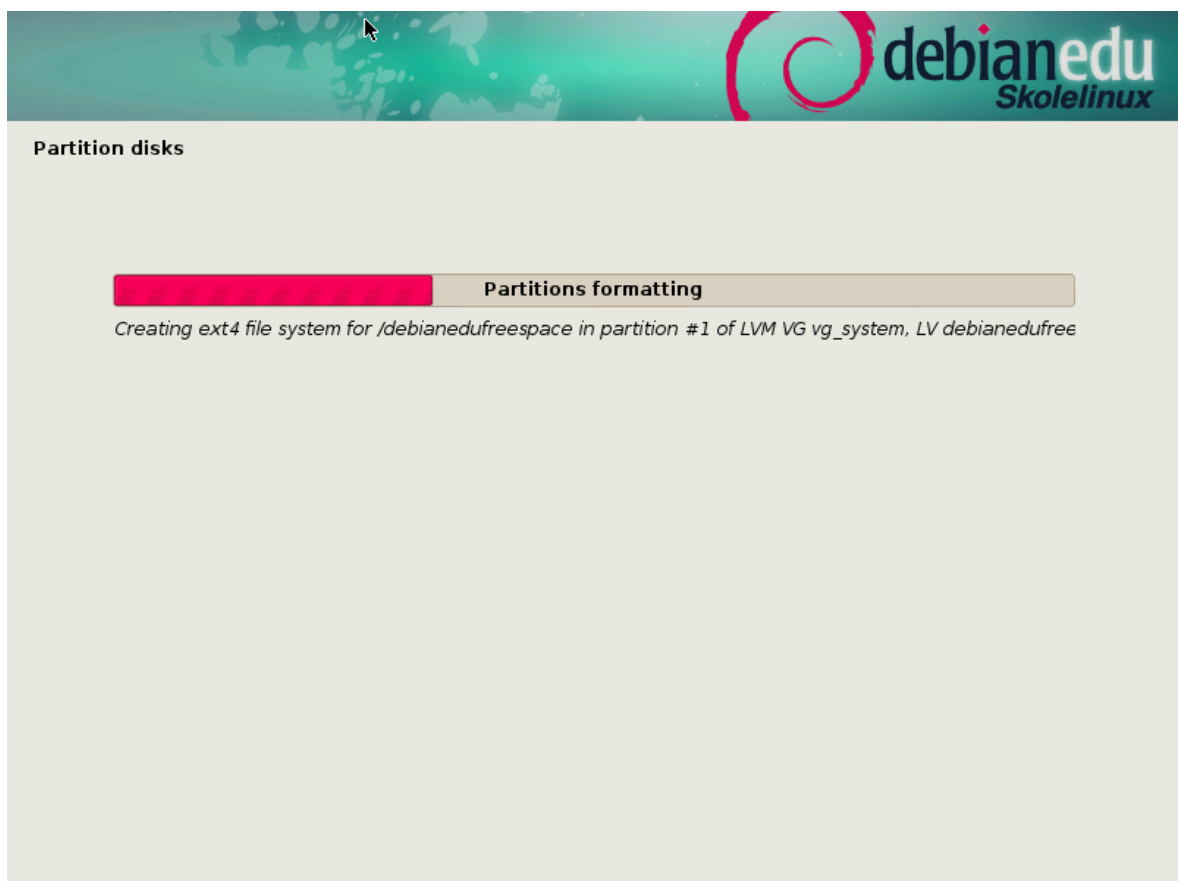 debianedu
Skolelinux
Partition disks
Partitions formatting
Creating ext4 file system for /debianedufreespace in partition #1 of LVM VG vg_system, LV debianedufree